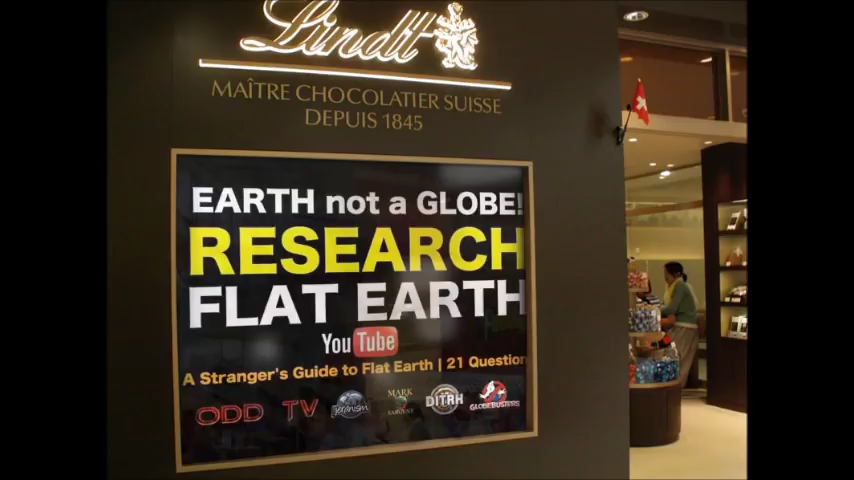 Lindt
MAÎTRE CHOCOLATIER SUISSE
DEPUIS 1845
EARTH not a GLOBE!
RESEARCH
FLAT EARTH
YouTube
A Stranger's Guide to Flat Earth | 21 Question
ODD TV jeranism MARK SARGENT DITRH GLOBEBUSTERS